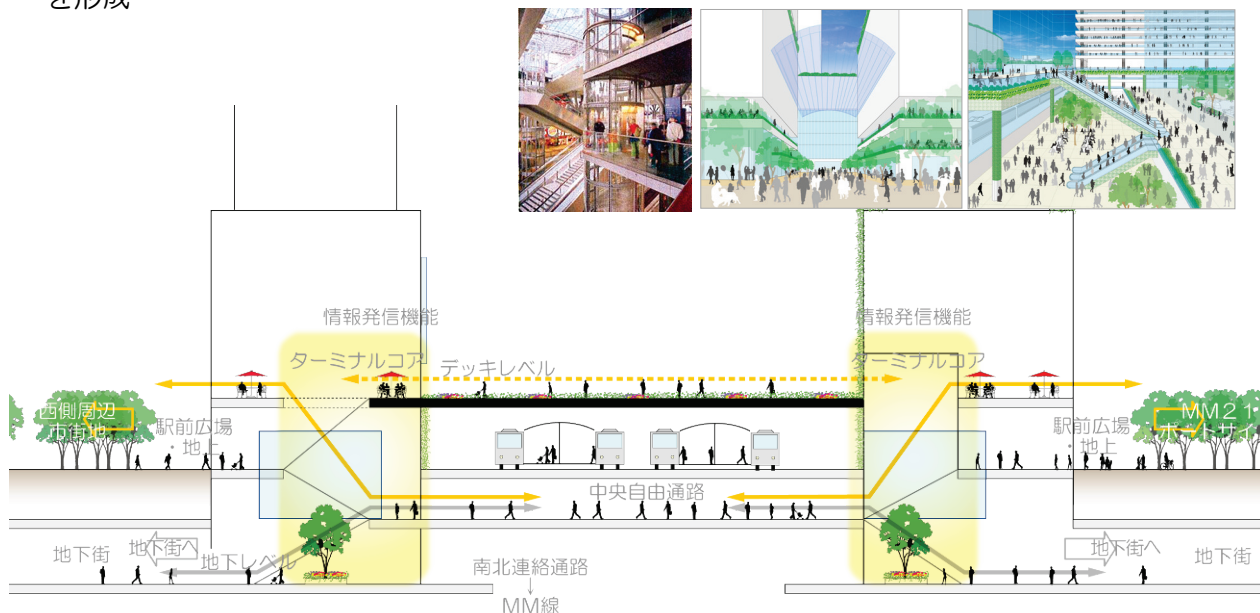 を形成
情報発信機能
情報発信機能
ターミナルコア
デッキレベル
ターミナルコア
西側周辺
市街地
駅前広場
・地上
駅前広場
・地上
MM21
ポートサイ
中央自由通路
地下街
地下街へ
地下レベル
南北連絡通路
↓
MM線
地下街へ
地下街